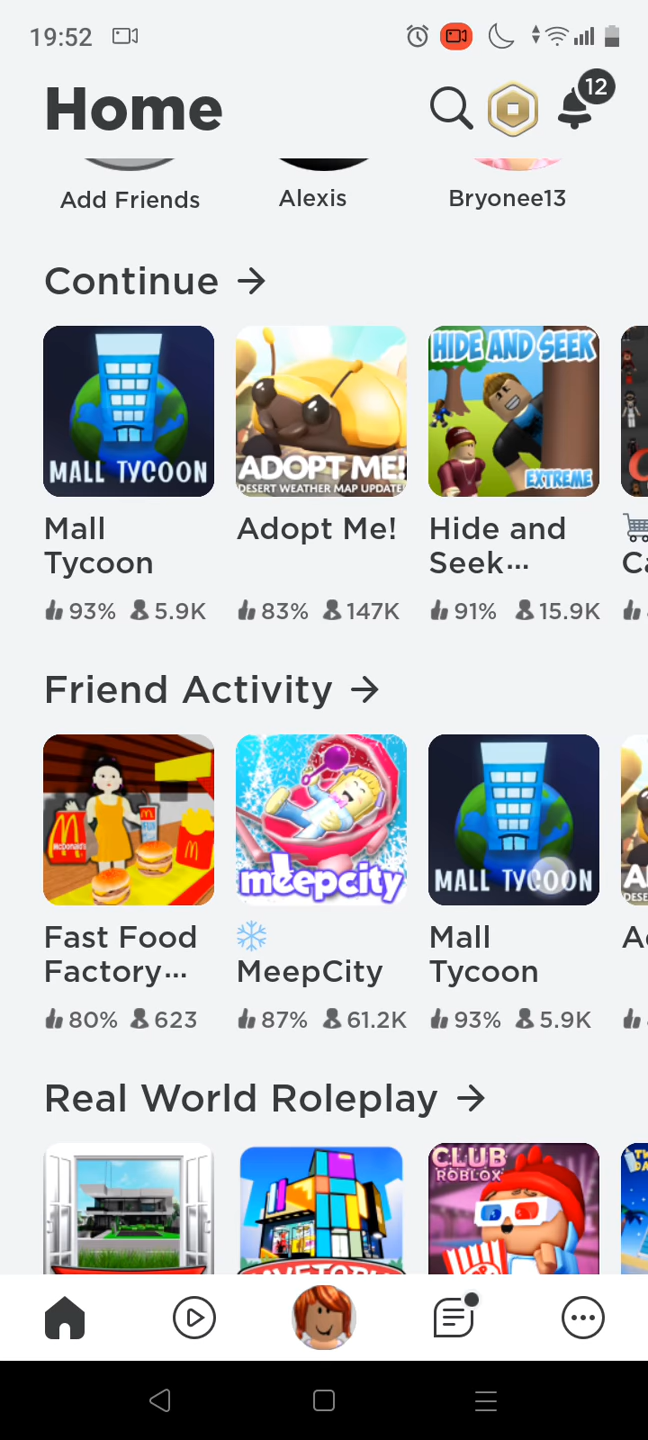 19:52
Home
12
Add Friends
Alexis
Bryonee13
Continue →
MALL TYCOON
ADOPT ME!
DESERT WEATHER MAP UPDATE
HIDE AND SEEK
EXTREME
Mall
Tycoon
Adopt Me!
Hide and
Seek...
93% 5.9K
83% 147K
91% 15.9K
Friend Activity →
McDonald's
meepcity
MALL TYCOON
Fast Food
Factory...
MeepCity
Mall
Tycoon
80% 623
87% 61.2K
93% 5.9K
Real World Roleplay →
CLUB
ROBLOX